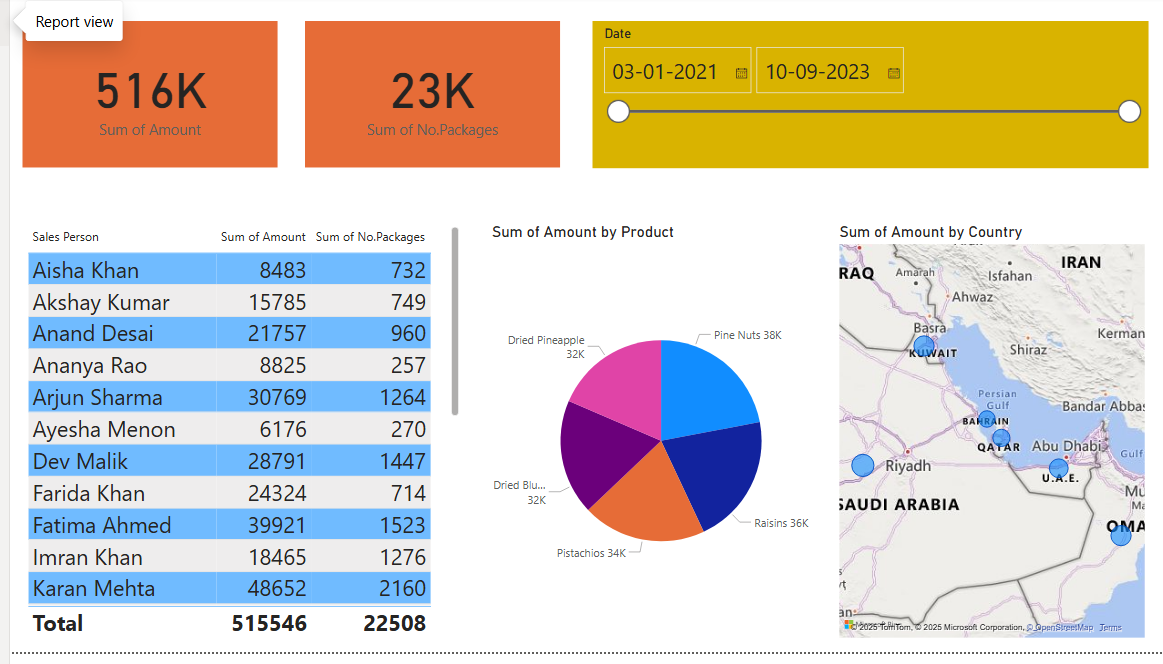 Report view
516K
Sum of Amount
23K
Sum of No.Packages
Date
03-01-2021
10-09-2023
Sales Person Sum of Amount Sum of No.Packages
Aisha Khan 8483 732
Akshay Kumar 15785 749
Anand Desai 21757 960
Ananya Rao 8825 257
Arjun Sharma 30769 1264
Ayesha Menon 6176 270
Dev Malik 28791 1447
Farida Khan 24324 714
Fatima Ahmed 39921 1523
Imran Khan 18465 1276
Karan Mehta 48652 2160
Total 515546 22508
Sum of Amount by Product
Dried Pineapple
32K
Pine Nuts 38K
Dried Blu...
32K
Raisins 36K
Pistachios 34K
Sum of Amount by Country
IRAN
RAQ
Amarah
Isfahan
Ahwaz
Basra
Kerman
KUWAIT
Shiraz
Persian
Gulf
Bandar Abbas
BAHRAIN
QATAR
Abu Dhabi
Gulf
Riyadh
U.A.E.
Mu
Ma
SAUDI ARABIA
OMA
© 2025 TomTom, © 2025 Microsoft Corporation, © OpenStreetMap Terms